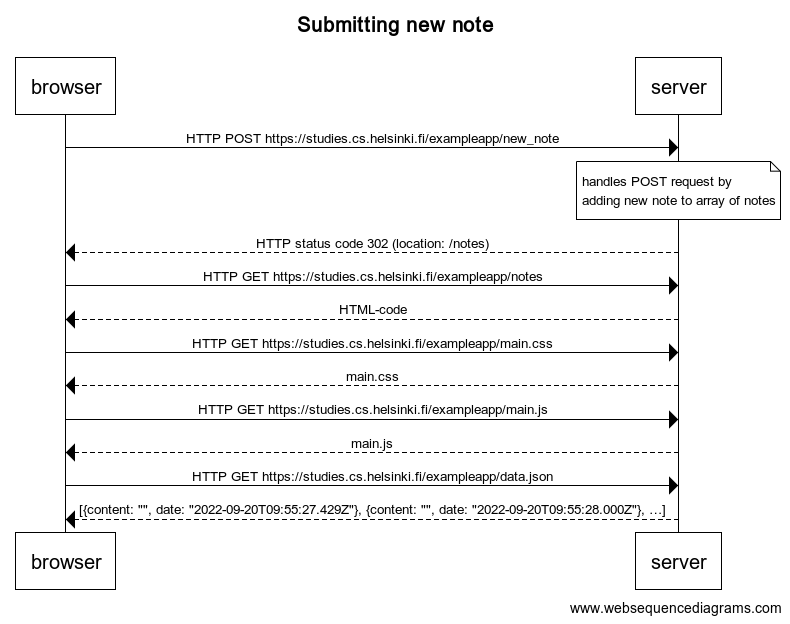 Submitting new note
browser
server
HTTP POST https://studies.cs.helsinki.fi/exampleapp/new_note
handles POST request by
adding new note to array of notes
HTTP status code 302 (location: /notes)
HTTP GET https://studies.cs.helsinki.fi/exampleapp/notes
HTML-code
HTTP GET https://studies.cs.helsinki.fi/exampleapp/main.css
main.css
HTTP GET https://studies.cs.helsinki.fi/exampleapp/main.js
main.js
HTTP GET https://studies.cs.helsinki.fi/exampleapp/data.json
[{content: "", date: "2022-09-20T09:55:27.429Z"}, {content: "", date: "2022-09-20T09:55:28.000Z"}, ...]
browser
server
www.websequencediagrams.com